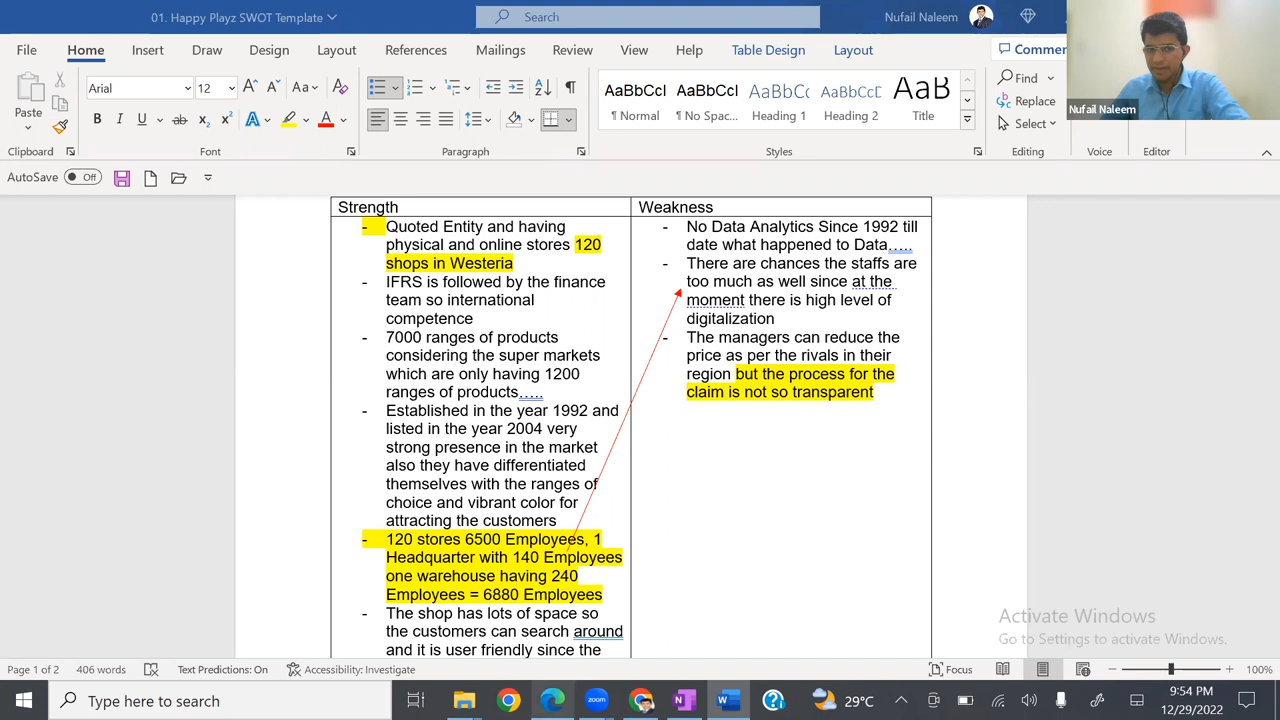 01. Happy Playz SWOT Template
Search
Nufail Naleem
File
Home
Insert
Draw
Design
Layout
References
Mailings
Review
View
Help
Table Design
Layout
Commer
Paste
Arial
12
Find
Replace
Select
AaBbCcI
AaBbCcI
AaBbCc
AaBbCcD
AaB
¶ Normal
¶ No Spac...
Heading 1
Heading 2
Title
Nufail Naleem
Clipboard
Font
Paragraph
Styles
Editing
Voice
Editor
AutoSave
Off
Strength
- Quoted Entity and having
physical and online stores 120
shops in Westeria
- IFRS is followed by the finance
team so international
competence
- 7000 ranges of products
considering the super markets
which are only having 1200
ranges of products.....
- Established in the year 1992 and
listed in the year 2004 very
strong presence in the market
also they have differentiated
themselves with the ranges of
choice and vibrant color for
attracting the customers
- 120 stores 6500 Employees, 1
Headquarter with 140 Employees
one warehouse having 240
Employees = 6880 Employees
- The shop has lots of space so
the customers can search around
and it is user friendly since the
Weakness
- No Data Analytics Since 1992 till
date what happened to Data.....
- There are chances the staffs are
too much as well since at the
moment there is high level of
digitalization
- The managers can reduce the
price as per the rivals in their
region but the process for the
claim is not so transparent
Activate Windows
Go to Settings to activate Windows.
Page 1 of 2
406 words
Text Predictions: On
Accessibility: Investigate
Focus
100%
Type here to search
zoom
29°C
9:54 PM
12/29/2022